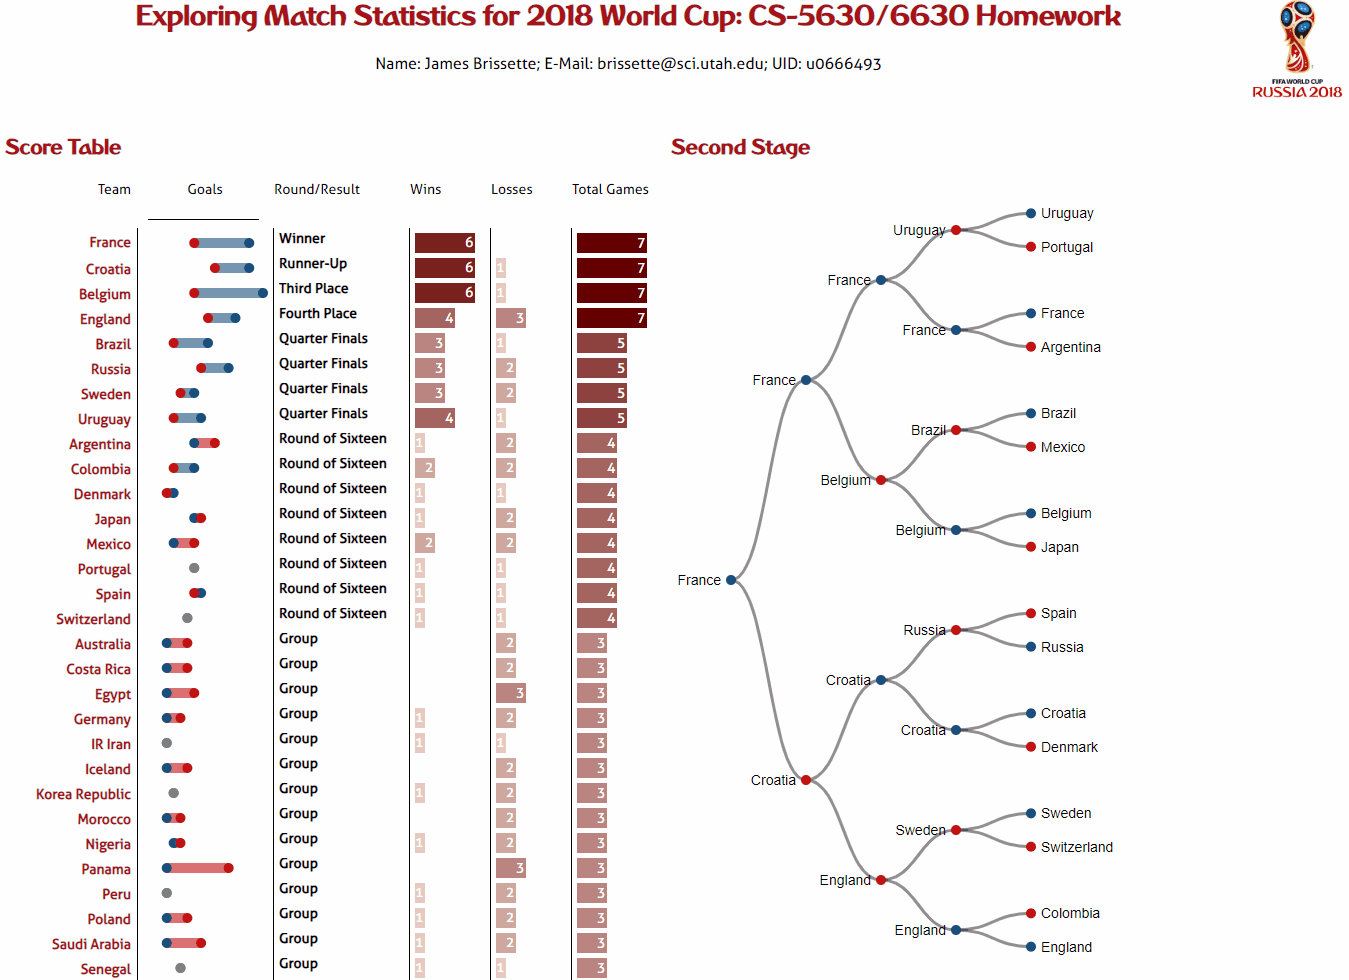 Exploring Match Statistics for 2018 World Cup: CS-5630/6630 Homework
Name: James Brissette; E-Mail: brissette@sci.utah.edu; UID: u0666493
FIFA WORLD CUP
RUSSIA 2018
Score Table
Team Goals Round/Result Wins Losses Total Games
France Winner 6 7
Croatia Runner-Up 6 1 7
Belgium Third Place 6 1 7
England Fourth Place 4 3 7
Brazil Quarter Finals 3 1 5
Russia Quarter Finals 3 2 5
Sweden Quarter Finals 3 2 5
Uruguay Quarter Finals 4 1 5
Argentina Round of Sixteen 1 2 4
Colombia Round of Sixteen 2 2 4
Denmark Round of Sixteen 1 1 4
Japan Round of Sixteen 1 2 4
Mexico Round of Sixteen 2 2 4
Portugal Round of Sixteen 1 1 4
Spain Round of Sixteen 1 1 4
Switzerland Round of Sixteen 1 1 4
Australia Group 2 3
Costa Rica Group 2 3
Egypt Group 3 3
Germany Group 1 2 3
IR Iran Group 1 1 3
Iceland Group 2 3
Korea Republic Group 1 2 3
Morocco Group 2 3
Nigeria Group 1 2 3
Panama Group 3 3
Peru Group 1 2 3
Poland Group 1 2 3
Saudi Arabia Group 1 2 3
Senegal Group 1 1 3
Second Stage
Uruguay
Uruguay
Portugal
France
France
France
Argentina
France
Brazil
Brazil
Mexico
Belgium
Belgium
Belgium
Japan
France
Spain
Russia
Russia
Croatia
Croatia
Croatia
Denmark
Croatia
Sweden
Sweden
Switzerland
England
Colombia
England
England